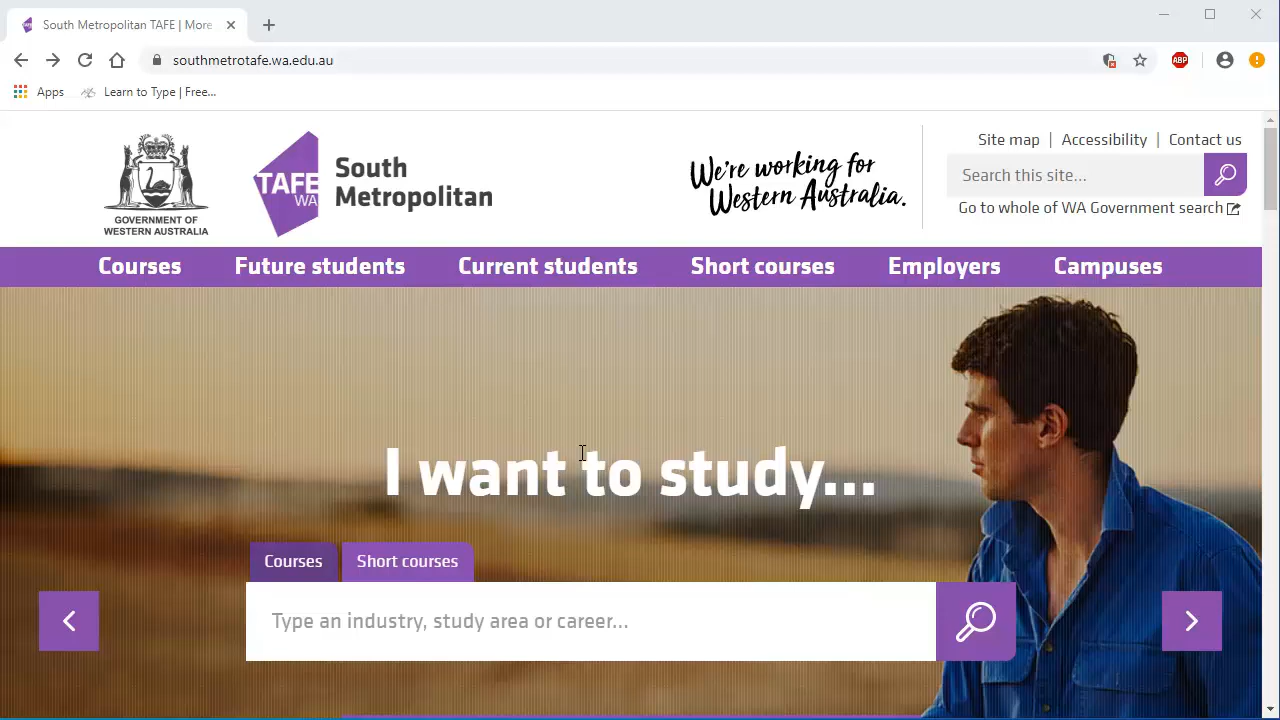 South Metropolitan TAFE | More
southmetrotafe.wa.edu.au
ABP
Apps
Learn to Type | Free...
Site map | Accessibility | Contact us
GOVERNMENT OF
WESTERN AUSTRALIA
TAFE
WA
South
Metropolitan
We're working for
Western Australia.
Search this site...
Go to whole of WA Government search
Courses Future students Current students Short courses Employers Campuses
I want to study...
Courses Short courses
Type an industry, study area or career...